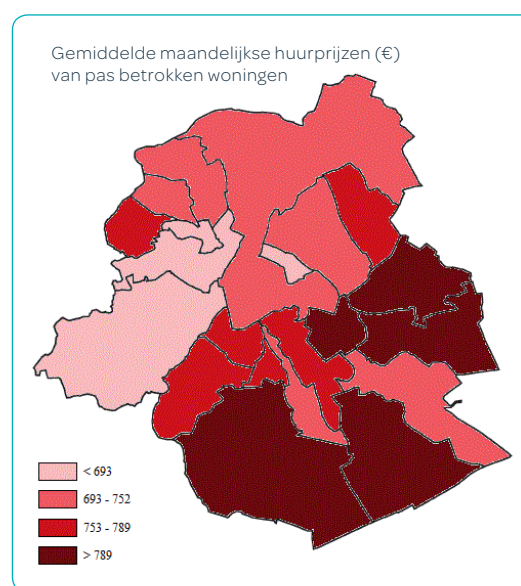 Gemiddelde maandelijkse huurprijzen (€)
van pas betrokken woningen
< 693
693 - 752
753 - 789
> 789